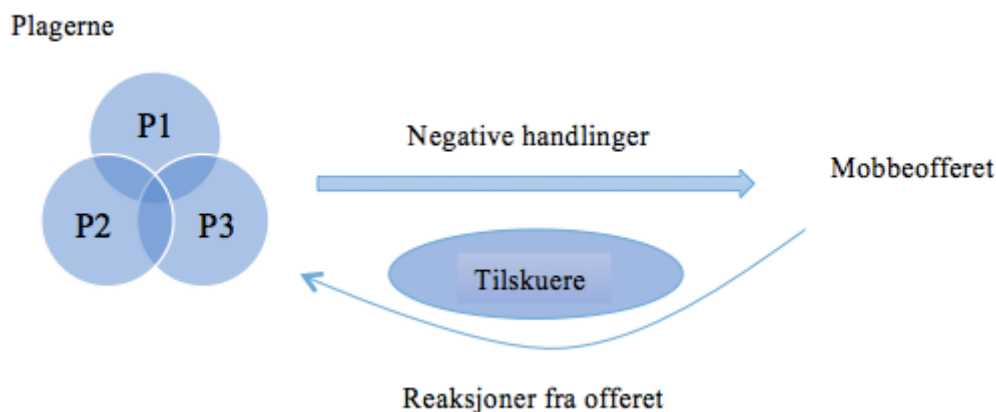 Plagerne
P1
P2
P3
Negative handlinger
Mobbeofferet
Tilskuere
Reaksjoner fra offeret